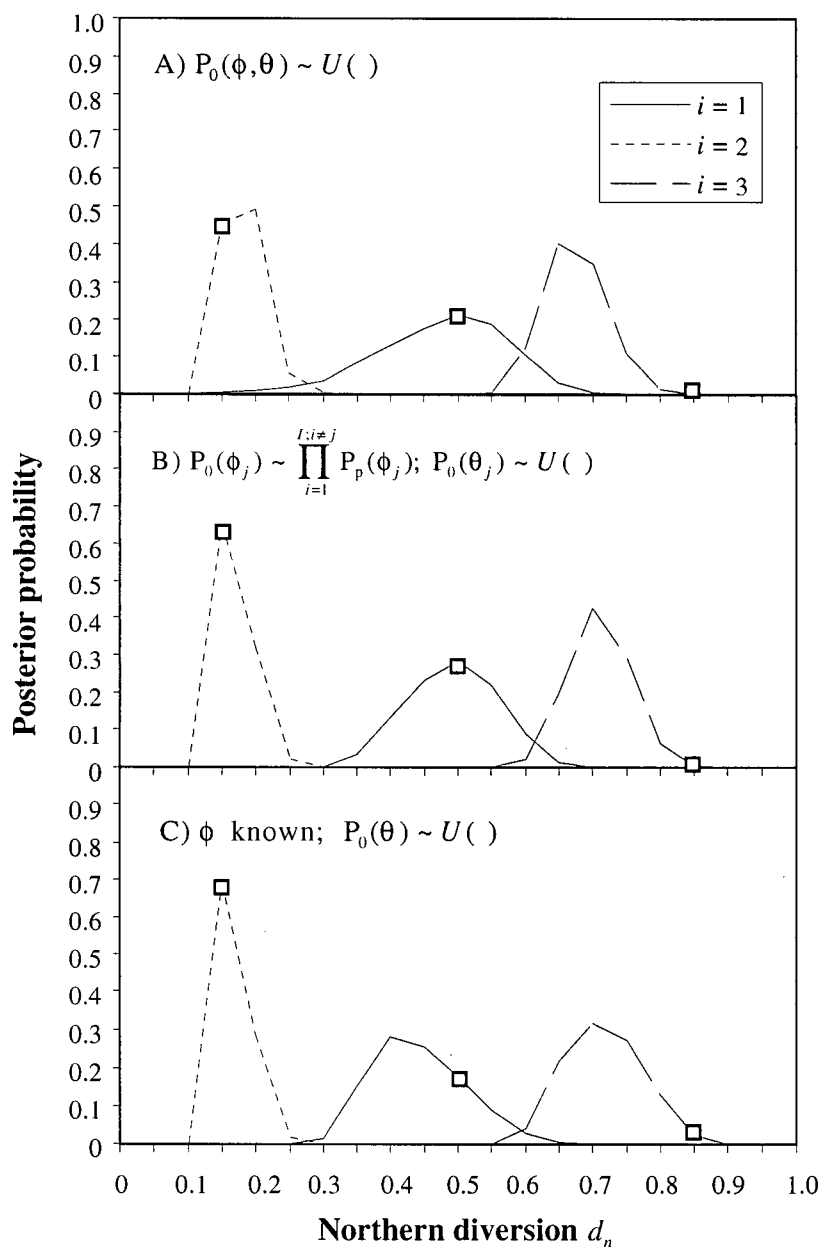 Posterior probability
1.0
0.9
0.8
0.7
0.6
0.5
0.4
0.3
0.2
0.1
0
A) P₀(ϕ,θ) ~ U( )
i = 1
i = 2
i = 3
0.9
0.8
0.7
0.6
0.5
0.4
0.3
0.2
0.1
0
I;i≠j
B) P₀(ϕⱼ) ~ ∏ Pₚ(ϕⱼ); P₀(θⱼ) ~ U( )
i=1
0.9
0.8
0.7
0.6
0.5
0.4
0.3
0.2
0.1
0
C) ϕ known; P₀(θ) ~ U( )
0 0.1 0.2 0.3 0.4 0.5 0.6 0.7 0.8 0.9 1.0
Northern diversion dₙ